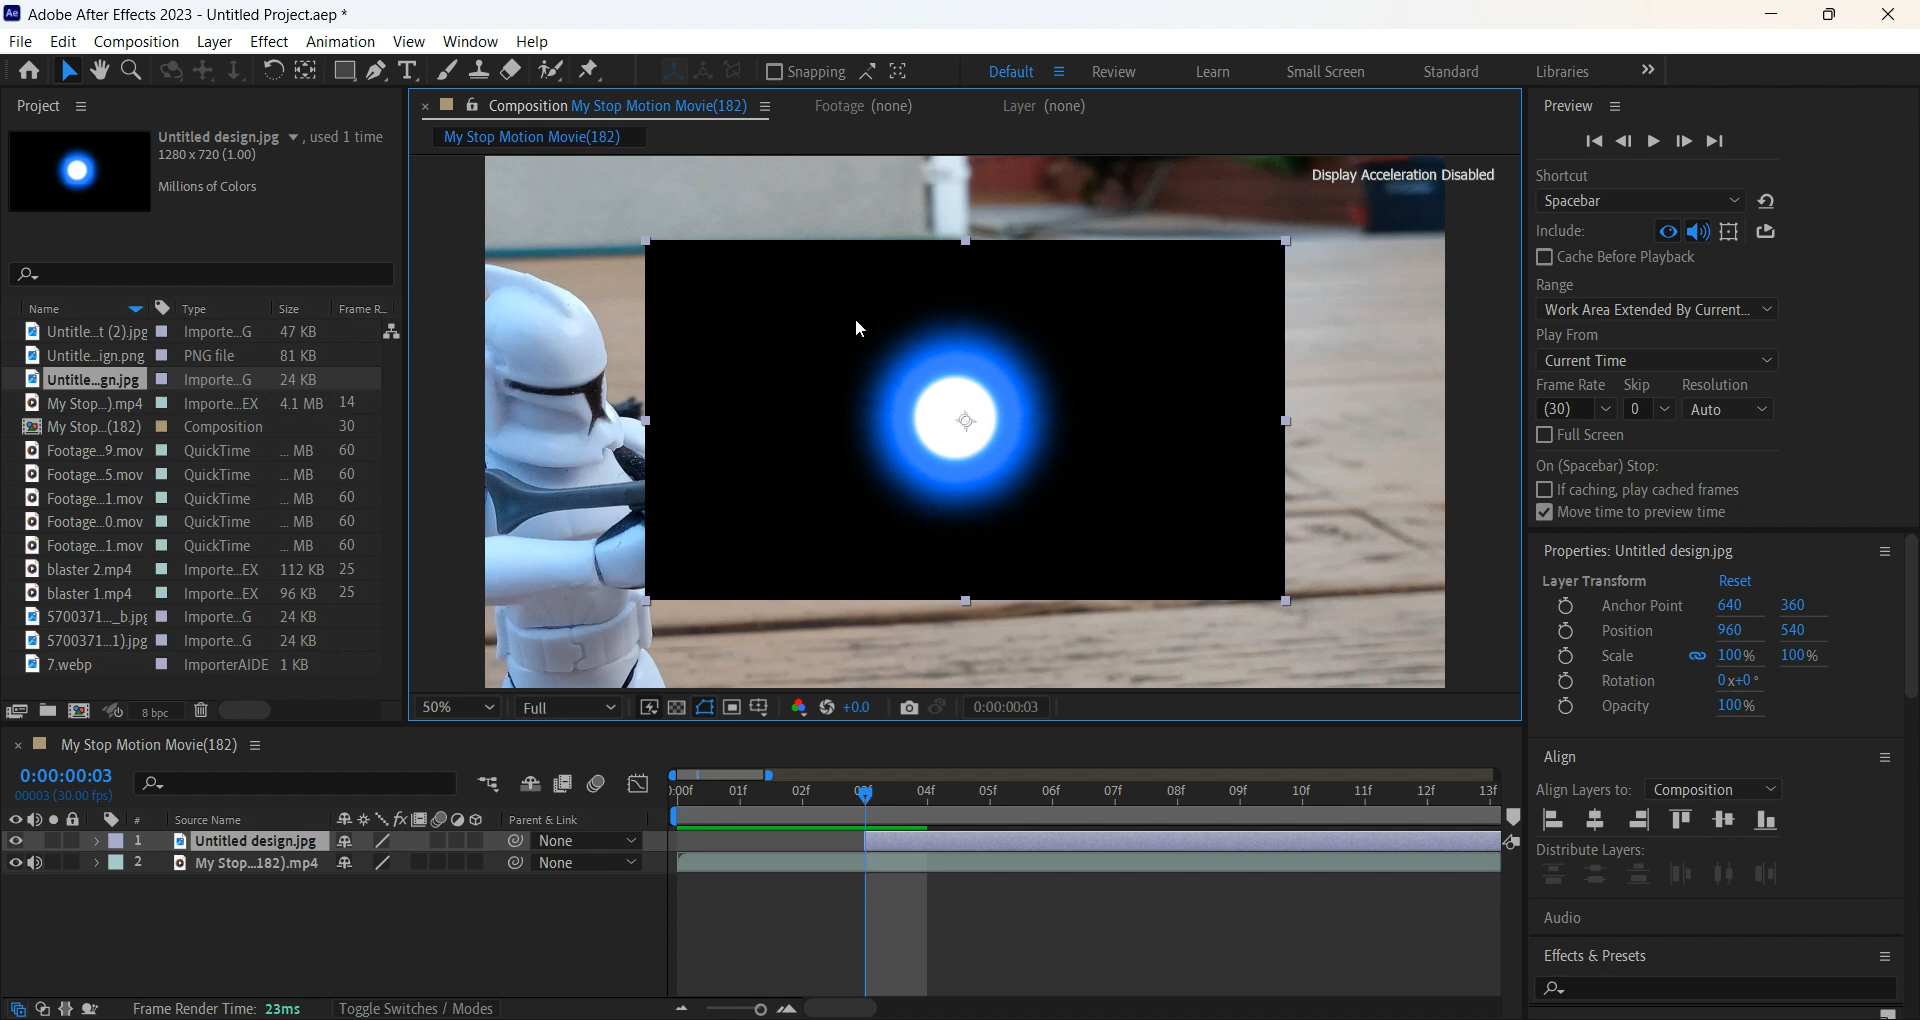 Ae Adobe After Effects 2023 - Untitled Project.aep *
File Edit Composition Layer Effect Animation View Window Help
Snapping Default Review Learn Small Screen Standard Libraries
Project
Untitled design.jpg , used 1 time
1280 x 720 (1.00)
Millions of Colors
Name Type Size Frame R...
Untitle...t (2).jpg Importe...G 47 KB
Untitle...ign.png PNG file 81 KB
Untitle...gn.jpg Importe...G 24 KB
My Stop...).mp4 Importe...EX 4.1 MB 14
My Stop...(182) Composition 30
Footage...9.mov QuickTime ... MB 60
Footage...5.mov QuickTime ... MB 60
Footage...1.mov QuickTime ... MB 60
Footage...0.mov QuickTime ... MB 60
Footage...1.mov QuickTime ... MB 60
blaster 2.mp4 Importe...EX 112 KB 25
blaster 1.mp4 Importe...EX 96 KB 25
5700371..._b.jpg Importe...G 24 KB
5700371...1).jpg Importe...G 24 KB
7.webp ImporterAIDE 1 KB
8 bpc
Composition My Stop Motion Movie(182) Footage (none) Layer (none)
My Stop Motion Movie(182)
Display Acceleration Disabled
50% Full +0.0 0:00:00:03
Preview
Shortcut
Spacebar
Include:
Cache Before Playback
Range
Work Area Extended By Current...
Play From
Current Time
Frame Rate Skip Resolution
(30) 0 Auto
Full Screen
On (Spacebar) Stop:
If caching, play cached frames
Move time to preview time
Properties: Untitled design.jpg
Layer Transform Reset
Anchor Point 640 360
Position 960 540
Scale 100% 100%
Rotation 0x+0°
Opacity 100%
Align
Align Layers to: Composition
Distribute Layers:
Audio
Effects & Presets
My Stop Motion Movie(182)
0:00:00:03
00003 (30.00 fps)
):00f 01f 02f 03f 04f 05f 06f 07f 08f 09f 10f 11f 12f 13f
# Source Name fx Parent & Link
1 Untitled design.jpg None
2 My Stop...182).mp4 None
Frame Render Time: 23ms Toggle Switches / Modes